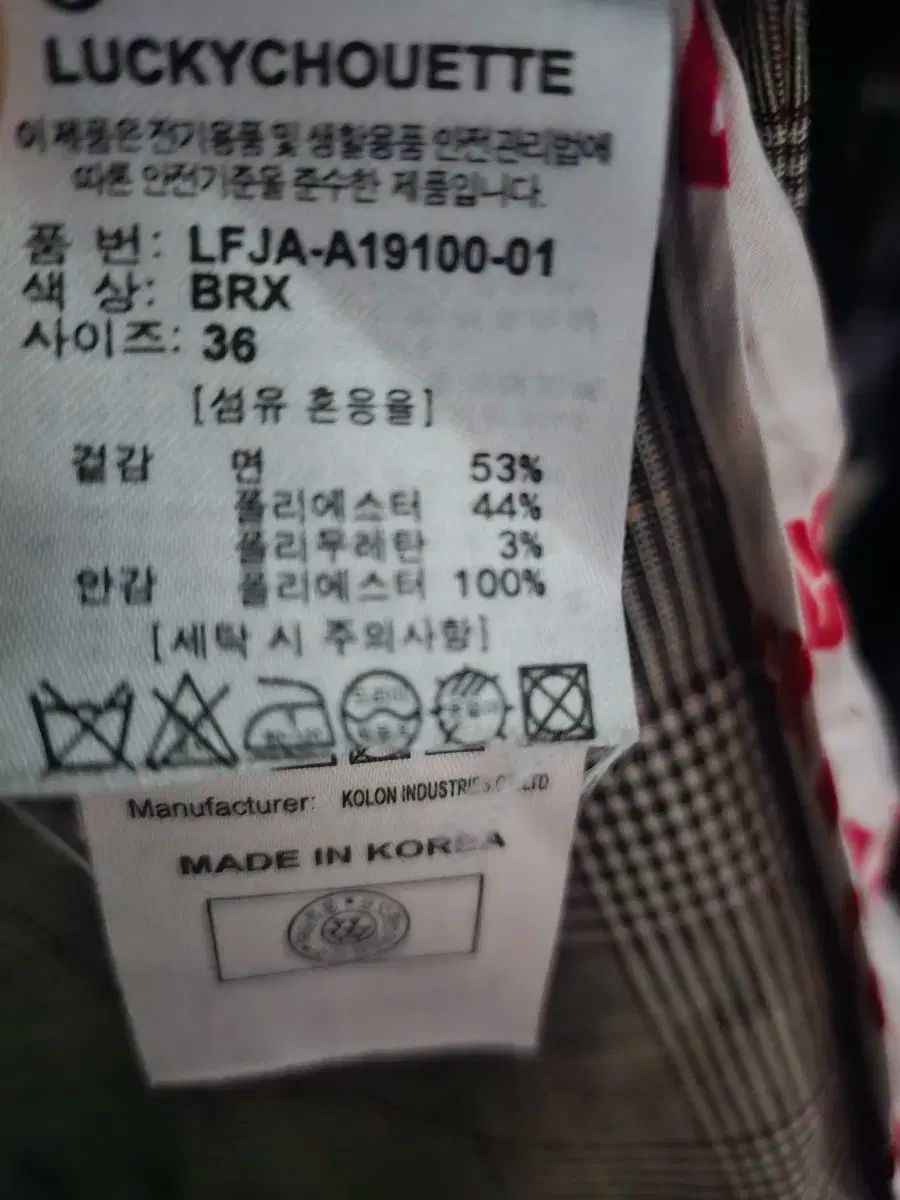 LUCKYCHOUETTE
이 제품은 전기용품 및 생활용품 안전관리법에
따른 안전기준을 준수한 제품입니다.
품 번: LFJA-A19100-01
색 상: BRX
사이즈: 36
[섬유 혼용율]
겉감 면 53%
폴리에스터 44%
폴리우레탄 3%
안감 폴리에스터 100%
[세탁 시 주의사항]
드라이
Manufacturer: KOLON INDUSTRIES CO LTD
MADE IN KOREA